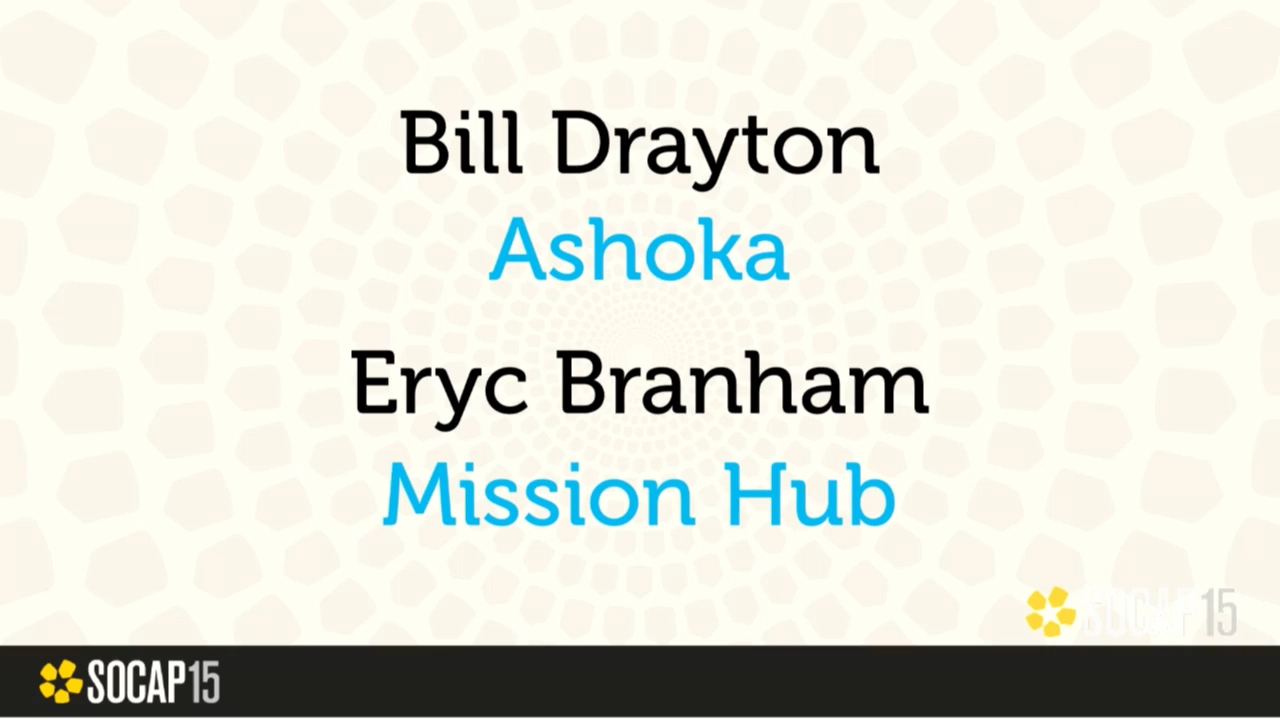 Bill Drayton
Ashoka
Eryc Branham
Mission Hub
SOCAP15
SOCAP15